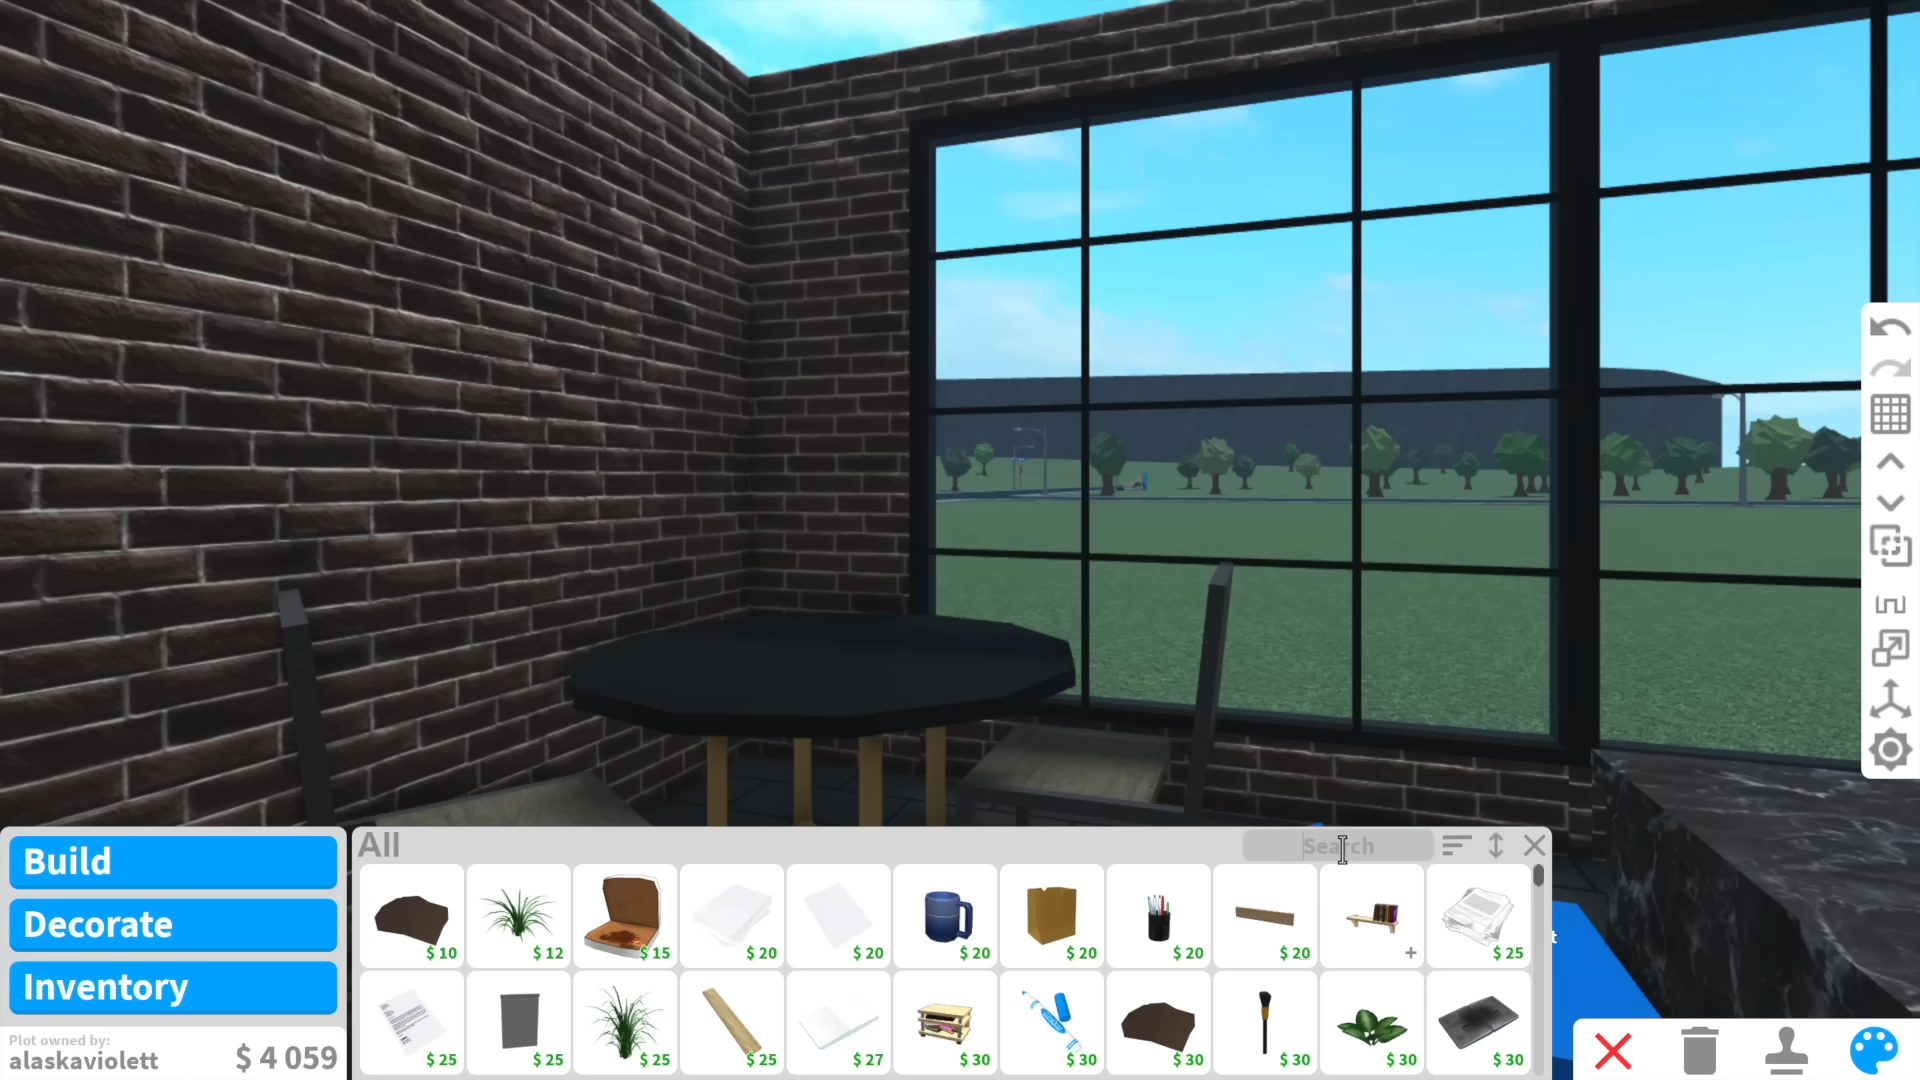 All
Search
$ 10
$ 12
$ 15
$ 20
$ 20
$ 20
$ 20
$ 20
$ 20
+
$ 25
$ 25
$ 25
$ 25
$ 25
$ 27
$ 30
$ 30
$ 30
$ 30
$ 30
$ 30
Build
Decorate
Inventory
Plot owned by:
alaskaviolett
$ 4 059
t